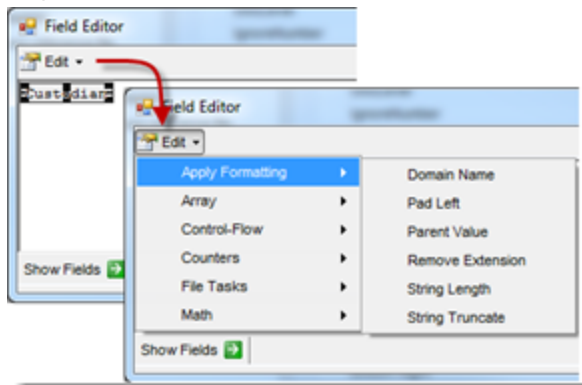 Field Editor
Edit
Custodian
Show Fields
Field Editor
Edit
Apply Formatting
Array
Control-Flow
Counters
File Tasks
Math
Domain Name
Pad Left
Parent Value
Remove Extension
String Length
String Truncate
Show Fields